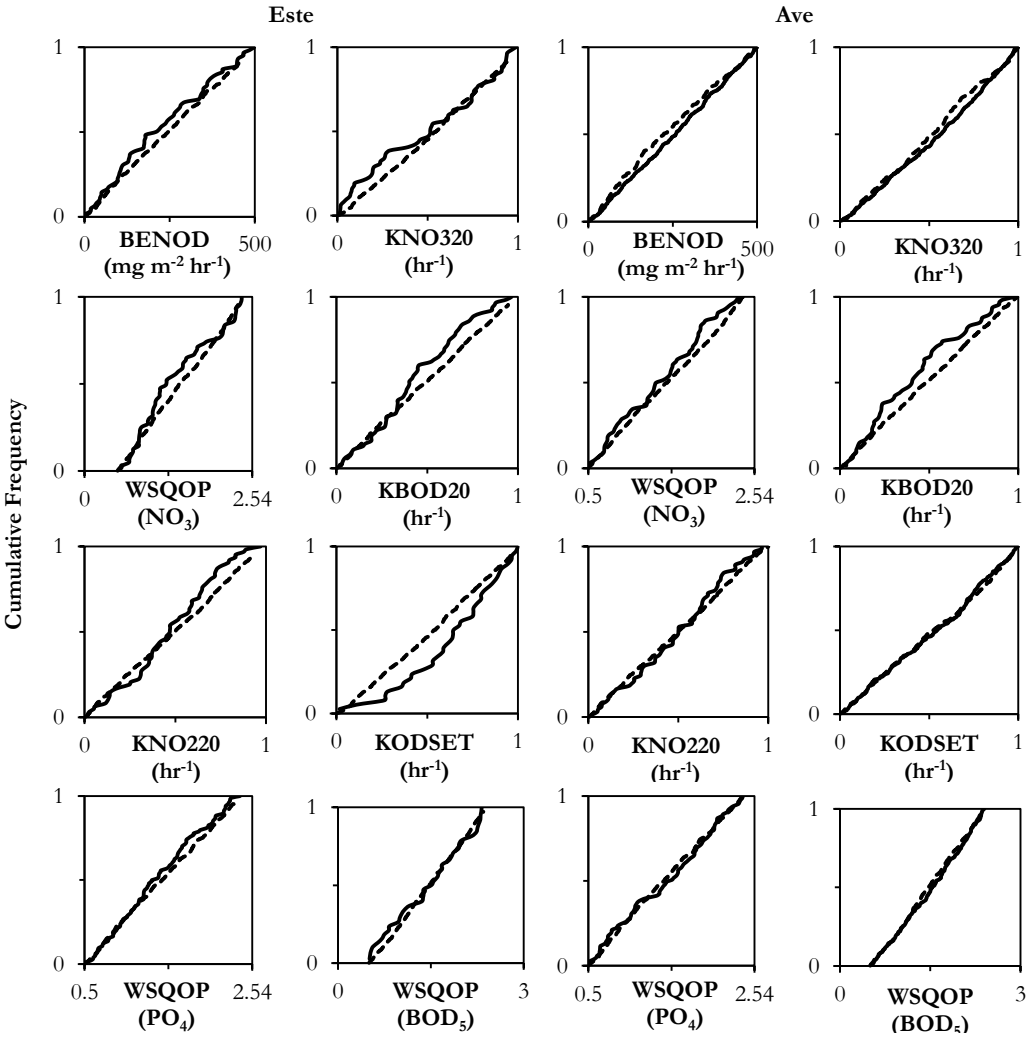 Este
Ave
Cumulative Frequency
1
0
0
BENOD
500
(mg m-2 hr-1)
1
0
0
KNO320
1
(hr-1)
1
0
0
BENOD
500
(mg m-2 hr-1)
1
0
0
KNO320
1
(hr-1)
1
0
0
WSQOP
2.54
(NO3)
1
0
0
KBOD20
1
(hr-1)
1
0
0.5
WSQOP
2.54
(NO3)
1
0
0
KBOD20
1
(hr-1)
1
0
0
KNO220
1
(hr-1)
1
0
0
KODSET
1
(hr-1)
1
0
0
KNO220
1
(hr-1)
1
0
0
KODSET
1
(hr-1)
1
0
0.5
WSQOP
2.54
(PO4)
1
0
0
WSQOP
3
(BOD5)
1
0
0.5
WSQOP
2.54
(PO4)
1
0
0
WSQOP
3
(BOD5)